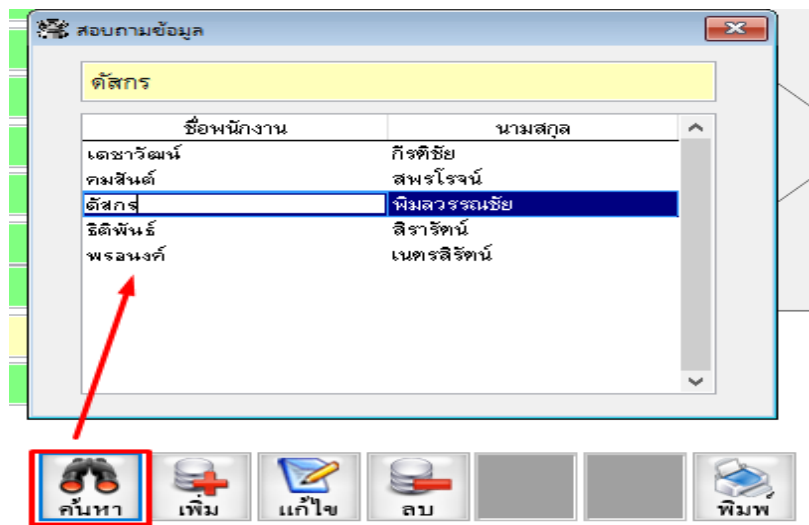 สอบถามข้อมูล
ดัสกร
ชื่อพนักงาน นามสกุล
เดชาวัฒน์ กีรติชัย
คมสันต์ สพรโรจน์
ดัสกร พิมลวรรณชัย
ธิติพันธ์ สิรารัตน์
พรอนงค์ เนตรสิรัตน์
ค้นหา เพิ่ม แก้ไข ลบ พิมพ์